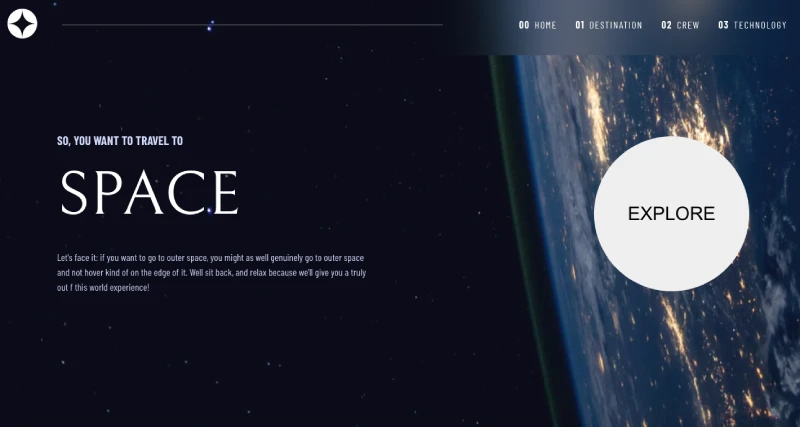 00 HOME 01 DESTINATION 02 CREW 03 TECHNOLOGY
SO, YOU WANT TO TRAVEL TO
SPACE
Let's face it: if you want to go to outer space, you might as well genuinely go to outer space
and not hover kind of on the edge of it. Well sit back, and relax because we'll give you a truly
out f this world experience!
EXPLORE